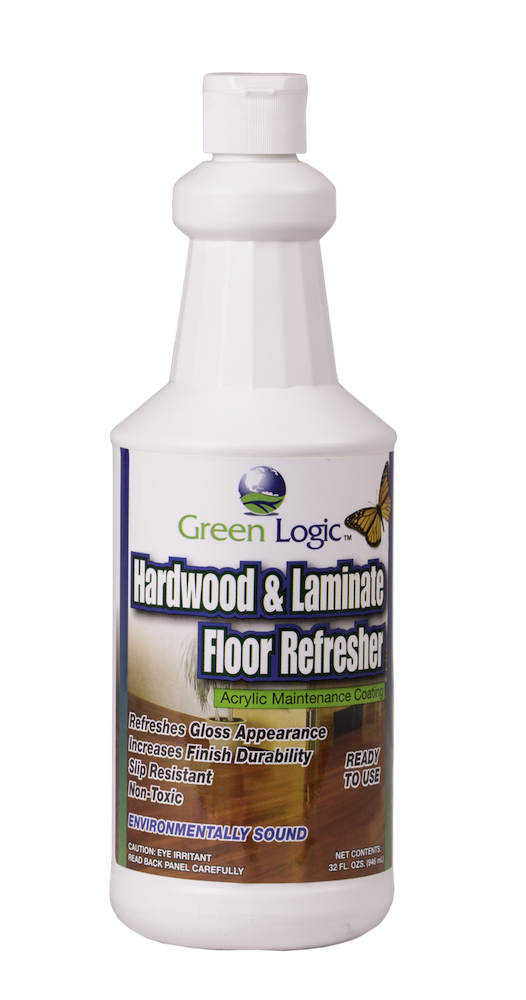 Green Logic™
Hardwood & Laminate
Floor Refresher
Acrylic Maintenance Coating
Refreshes Gloss Appearance
Increases Finish Durability
Slip Resistant
Non-Toxic
READY
TO USE
ENVIRONMENTALLY SOUND
CAUTION: EYE IRRITANT
READ BACK PANEL CAREFULLY
NET CONTENTS:
32 FL. OZS. (946 mL)